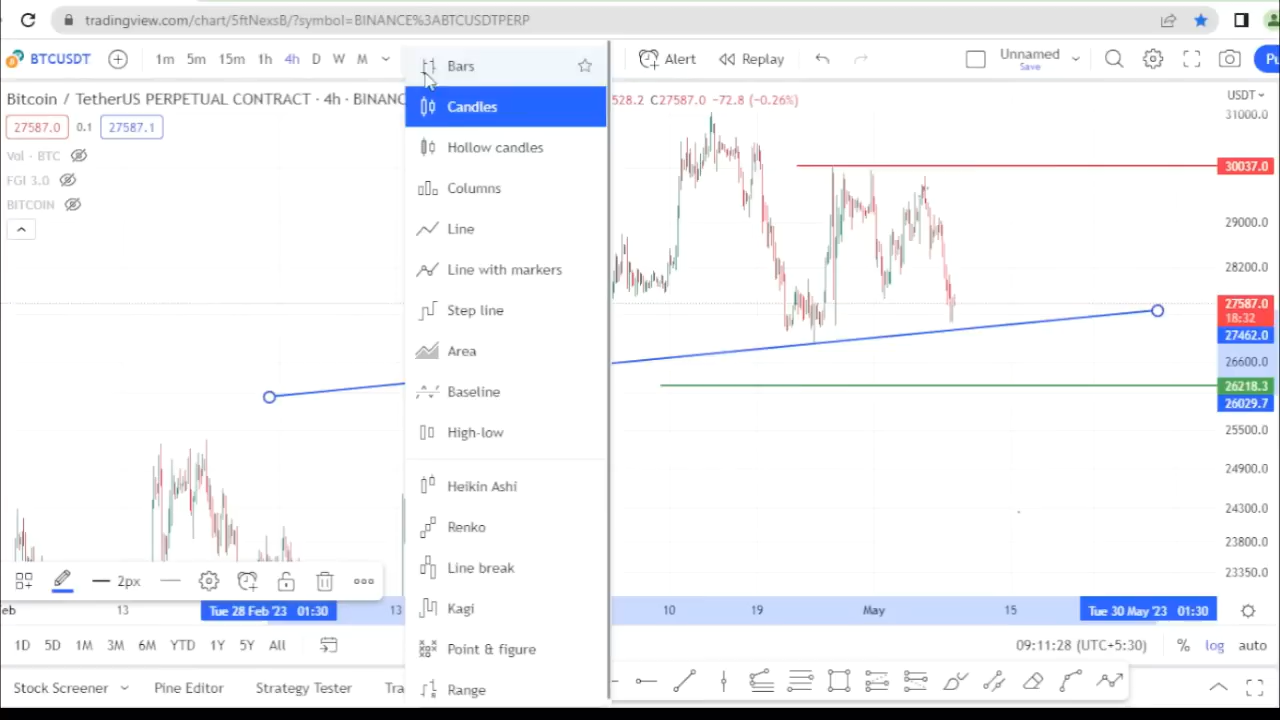 tradingview.com/chart/5ftNexsB/?symbol=BINANCE%3ABTCUSDTPERP
BTCUSDT 1m 5m 15m 1h 4h D W M
Alert Replay Unnamed Save
Bitcoin / TetherUS PERPETUAL CONTRACT · 4h · BINANC
528.2 C27587.0 −72.8 (−0.26%)
USDT
27587.0 0.1 27587.1
Vol · BTC
FGI 3.0
BITCOIN
Bars
Candles
Hollow candles
Columns
Line
Line with markers
Step line
Area
Baseline
High-low
Heikin Ashi
Renko
Line break
Kagi
Point & figure
Range
31000.0
30037.0
29000.0
28200.0
27587.0
18:32
27462.0
26600.0
26218.3
26029.7
25500.0
24900.0
24300.0
23800.0
23350.0
2px
eb 13 Tue 28 Feb '23 01:30 13 10 19 May 15 Tue 30 May '23 01:30
1D 5D 1M 3M 6M YTD 1Y 5Y All
09:11:28 (UTC+5:30) % log auto
Stock Screener Pine Editor Strategy Tester Tra